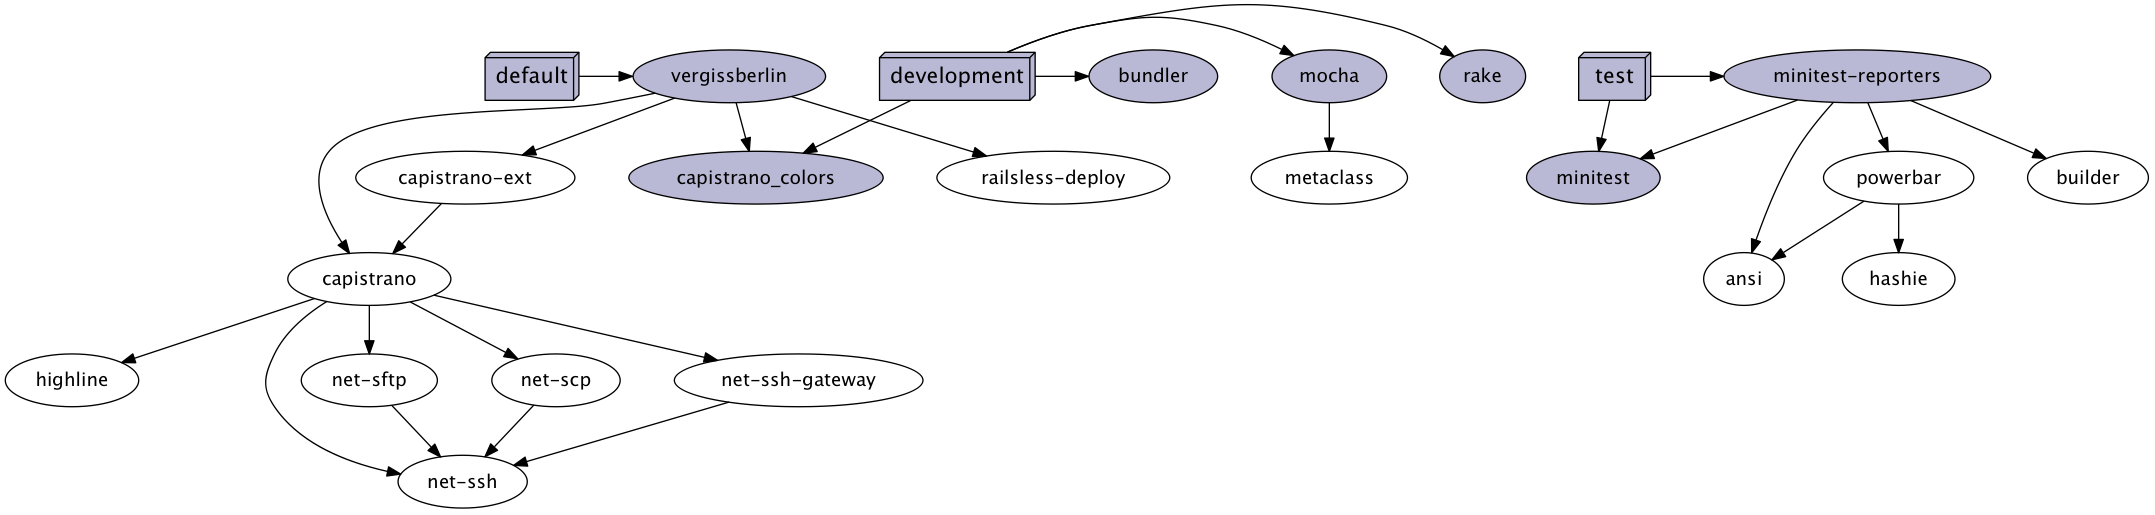 default
vergissberlin
development
bundler
mocha
rake
test
minitest-reporters
capistrano-ext
capistrano_colors
railsless-deploy
metaclass
minitest
powerbar
builder
capistrano
ansi
hashie
highline
net-sftp
net-scp
net-ssh-gateway
net-ssh